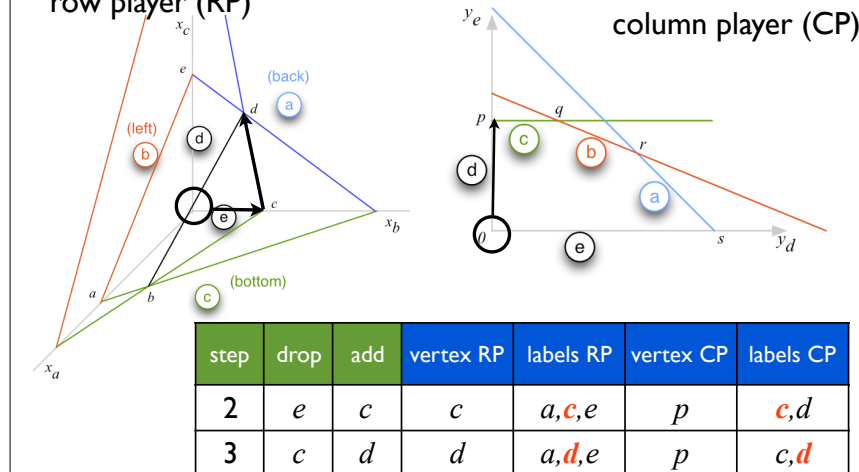 row player (RP)
column player (CP)
x_c
e
(back)
a
d
d
(left)
b
e
c
x_b
a
b
c
(bottom)
x_a
y_e
p
q
c
b
r
d
a
0
e
s
y_d
step drop add vertex RP labels RP vertex CP labels CP
2 e c c a,c,e p c,d
3 c d d a,d,e p c,d